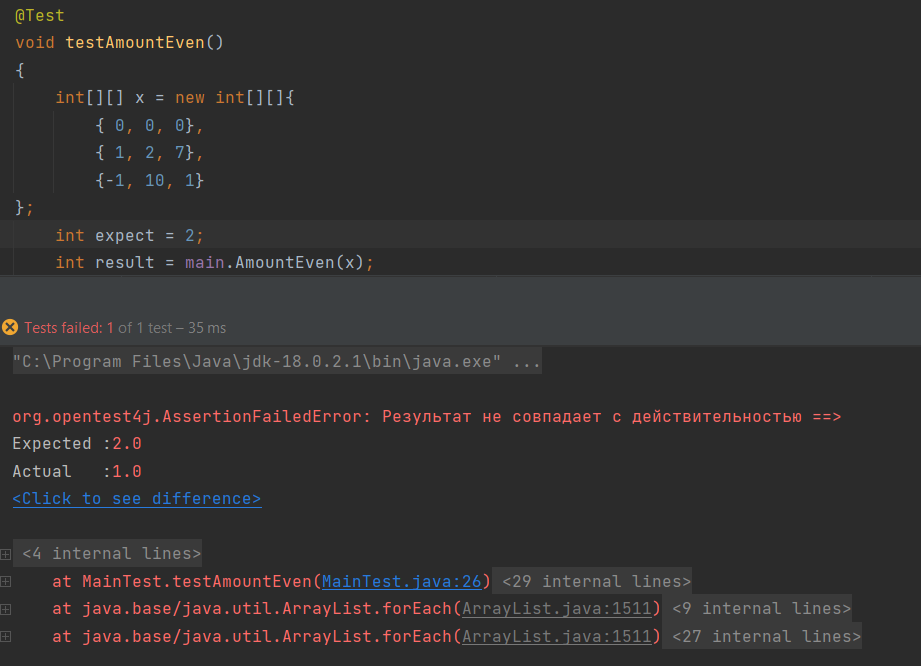 @Test
void testAmountEven()
{
int[][] x = new int[][]{
{ 0, 0, 0},
{ 1, 2, 7},
{-1, 10, 1}
};
int expect = 2;
int result = main.AmountEven(x);
Tests failed: 1 of 1 test – 35 ms
"C:\Program Files\Java\jdk-18.0.2.1\bin\java.exe" ...
org.opentest4j.AssertionFailedError: Результат не совпадает с действительностью ==>
Expected :2.0
Actual   :1.0
<Click to see difference>
<4 internal lines>
at MainTest.testAmountEven(MainTest.java:26) <29 internal lines>
at java.base/java.util.ArrayList.forEach(ArrayList.java:1511) <9 internal lines>
at java.base/java.util.ArrayList.forEach(ArrayList.java:1511) <27 internal lines>